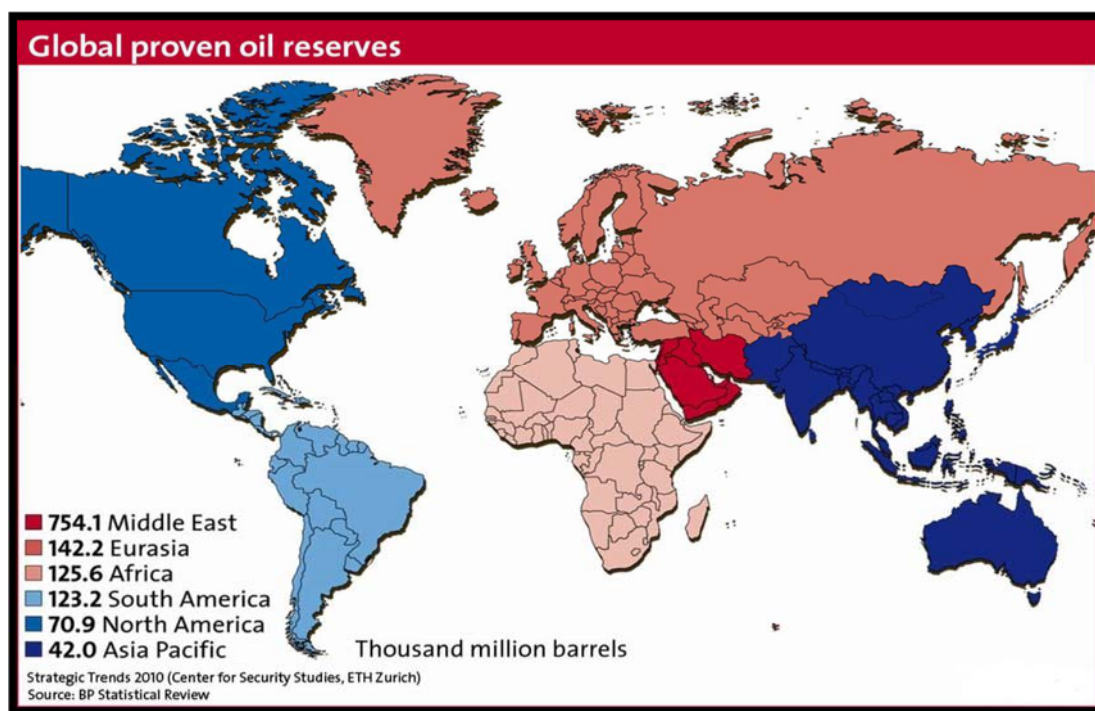 Global proven oil reserves
754.1 Middle East
142.2 Eurasia
125.6 Africa
123.2 South America
70.9 North America
42.0 Asia Pacific
Thousand million barrels
Strategic Trends 2010 (Center for Security Studies, ETH Zurich)
Source: BP Statistical Review